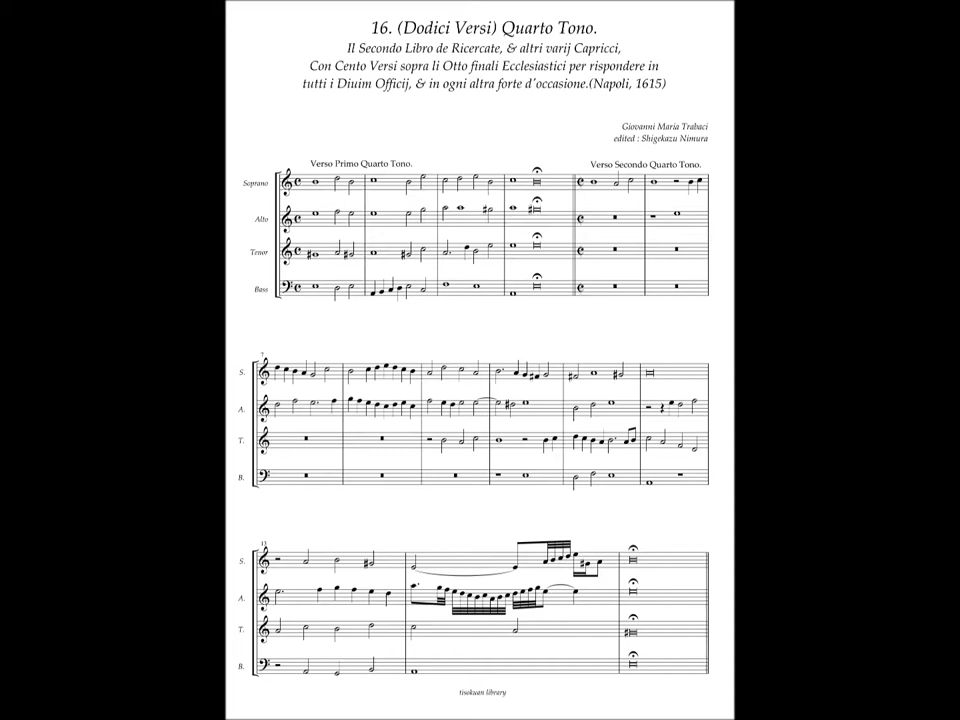 16. (Dodici Versi) Quarto Tono.
Il Secondo Libro de Ricercate, & altri varij Capricci,
Con Cento Versi sopra li Otto finali Ecclesiastici per rispondere in
tutti i Diuim Officij, & in ogni altra forte d'occasione.(Napoli, 1615)
Giovanni Maria Trabaci
edited : Shigekazu Nimura
Verso Primo Quarto Tono.
Verso Secondo Quarto Tono.
Soprano
Alto
Tenor
Bass
7
S.
A.
T.
B.
13
S.
A.
T.
B.
tisokuan library